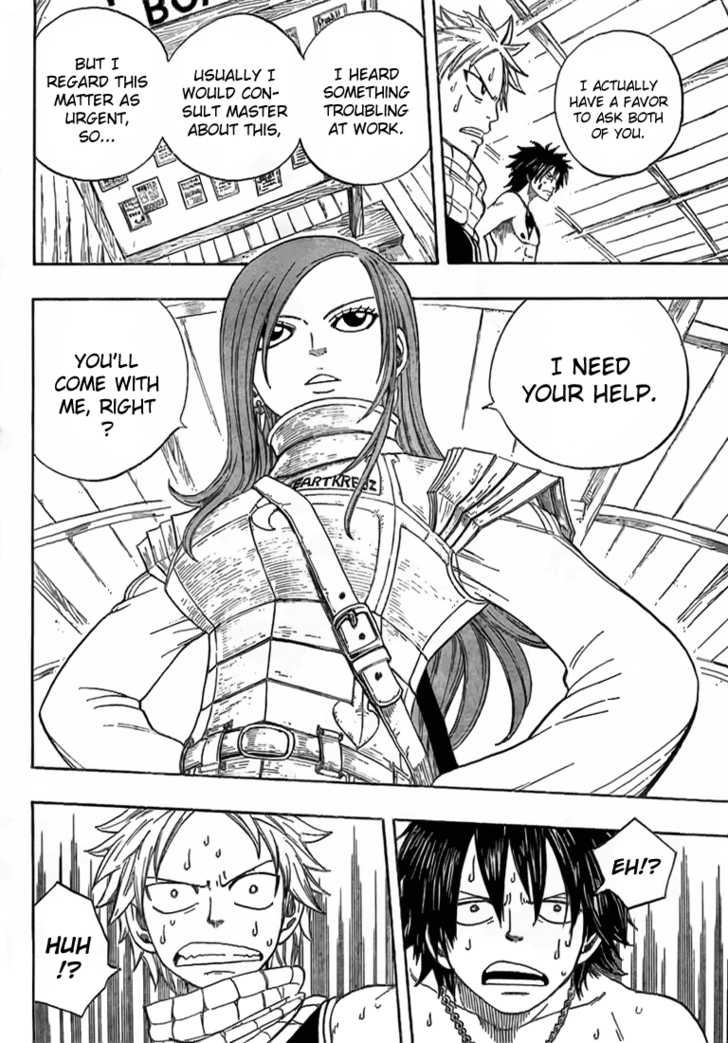 I ACTUALLY
HAVE A FAVOR
TO ASK BOTH
OF YOU.
I HEARD
SOMETHING
TROUBLING
AT WORK.
USUALLY I
WOULD CON-
SULT MASTER
ABOUT THIS,
BUT I
REGARD THIS
MATTER AS
URGENT,
SO...
I NEED
YOUR HELP.
YOU'LL
COME WITH
ME, RIGHT
?
EH!?
HUH
!?